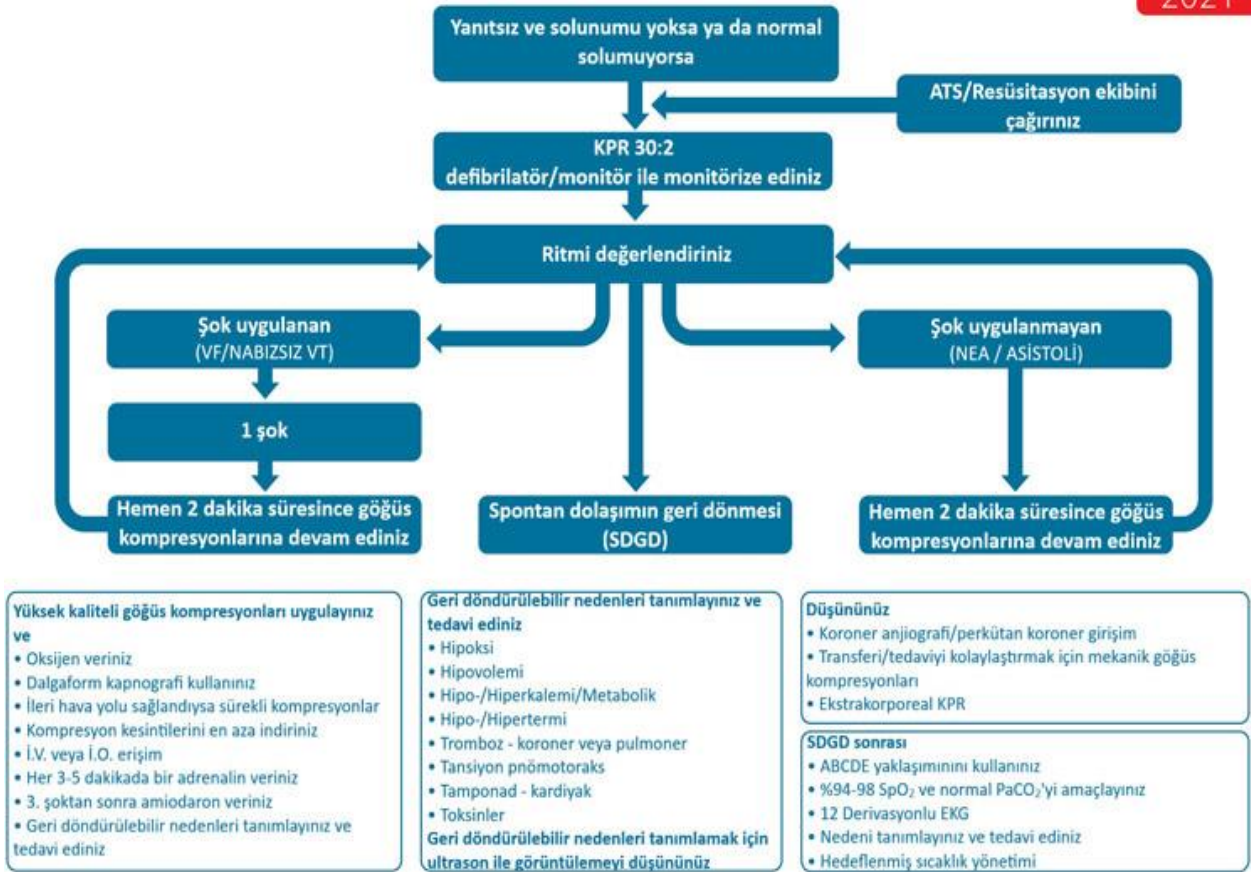 2021
Yanıtsız ve solunumu yoksa ya da normal
solumuyorsa
ATS/Resüsitasyon ekibini
çağırınız
KPR 30:2
defibrilatör/monitör ile monitörize ediniz
Ritmi değerlendiriniz
Şok uygulanan
(VF/NABIZSIZ VT)
Şok uygulanmayan
(NEA / ASİSTOLİ)
1 şok
Hemen 2 dakika süresince göğüs
kompresyonlarına devam ediniz
Spontan dolaşımın geri dönmesi
(SDGD)
Hemen 2 dakika süresince göğüs
kompresyonlarına devam ediniz
Yüksek kaliteli göğüs kompresyonları uygulayınız
ve
• Oksijen veriniz
• Dalgaform kapnografi kullanınız
• İleri hava yolu sağlandıysa sürekli kompresyonlar
• Kompresyon kesintilerini en aza indiriniz
• İ.V. veya İ.O. erişim
• Her 3-5 dakikada bir adrenalin veriniz
• 3. şoktan sonra amiodaron veriniz
• Geri döndürülebilir nedenleri tanımlayınız ve
tedavi ediniz
Geri döndürülebilir nedenleri tanımlayınız ve
tedavi ediniz
• Hipoksi
• Hipovolemi
• Hipo-/Hiperkalemi/Metabolik
• Hipo-/Hipertermi
• Tromboz - koroner veya pulmoner
• Tansiyon pnömotoraks
• Tamponad - kardiyak
• Toksinler
Geri döndürülebilir nedenleri tanımlamak için
ultrason ile görüntülemeyi düşününüz
Düşününüz
• Koroner anjiografi/perkütan koroner girişim
• Transferi/tedaviyi kolaylaştırmak için mekanik göğüs
kompresyonları
• Ekstrakorporeal KPR
SDGD sonrası
• ABCDE yaklaşımınını kullanınız
• %94-98 SpO₂ ve normal PaCO₂'yi amaçlayınız
• 12 Derivasyonlu EKG
• Nedeni tanımlayınız ve tedavi ediniz
• Hedeflenmiş sıcaklık yönetimi